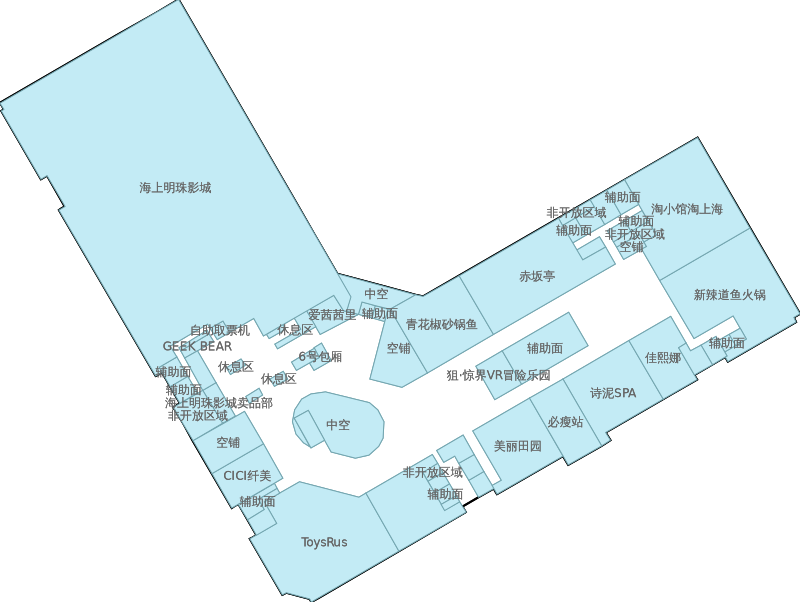 海上明珠影城
辅助面
淘小馆淘上海
非开放区域
辅助面
辅助面
非开放区域
空铺
赤坂亭
中空
新辣道鱼火锅
爱茜茜里
辅助面
青花椒砂锅鱼
自助取票机
休息区
GEEK BEAR
6号包厢
空铺
辅助面
辅助面
佳熙娜
休息区
辅助面
休息区
狙·惊界VR冒险乐园
辅助面
诗泥SPA
海上明珠影城卖品部
非开放区域
中空
必瘦站
空铺
美丽田园
CICI纤美
非开放区域
辅助面
辅助面
ToysRus